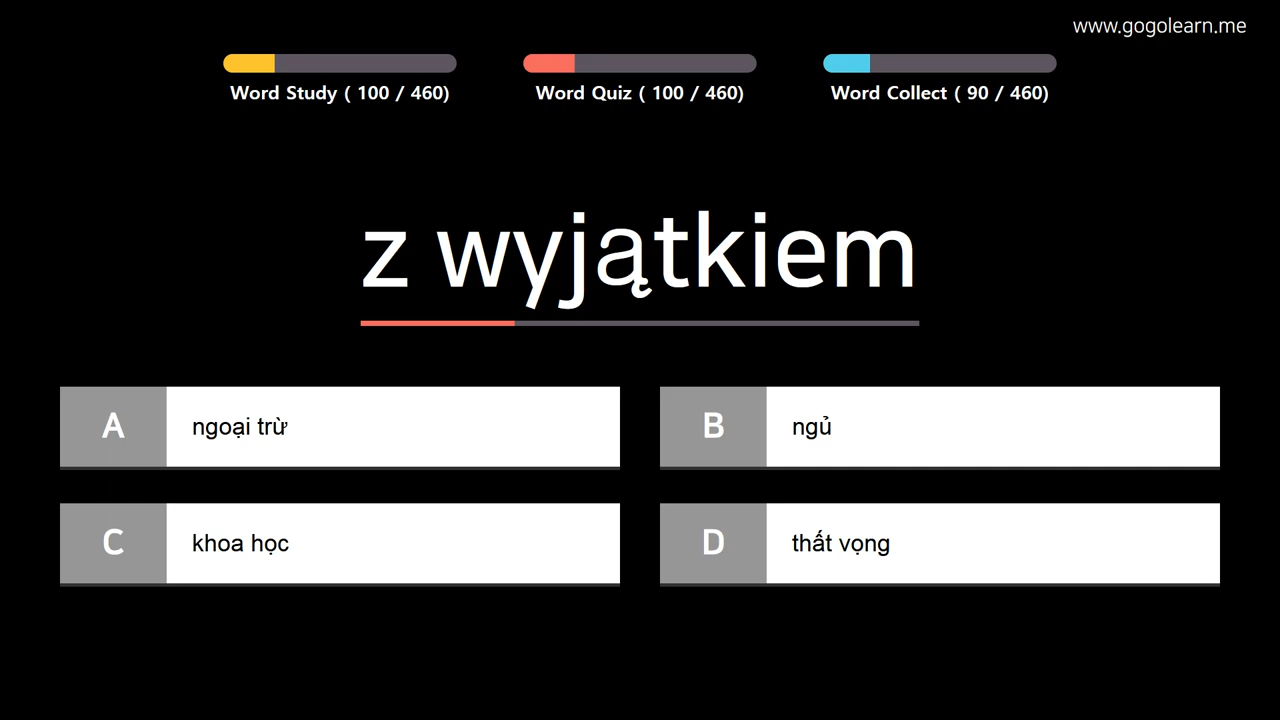 www.gogolearn.me
Word Study ( 100 / 460)
Word Quiz ( 100 / 460)
Word Collect ( 90 / 460)
z wyjątkiem
A ngoại trừ
B ngủ
C khoa học
D thất vọng